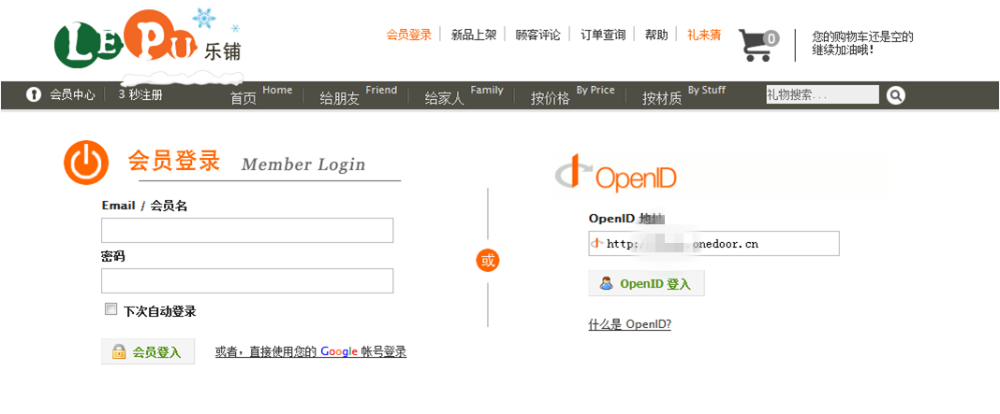 LEPU 乐铺
会员登录 新品上架 顾客评论 订单查询 帮助 礼来猜
0
您的购物车还是空的
继续加油哦!
会员中心 3 秒注册 首页 Home 给朋友 Friend 给家人 Family 按价格 By Price 按材质 By Stuff 礼物搜索...
会员登录 Member Login
Email / 会员名
密码
下次自动登录
会员登入 或者，直接使用您的 Google 帐号登录
或
OpenID
OpenID 地址
http:/ .onedoor.cn
OpenID 登入
什么是 OpenID?